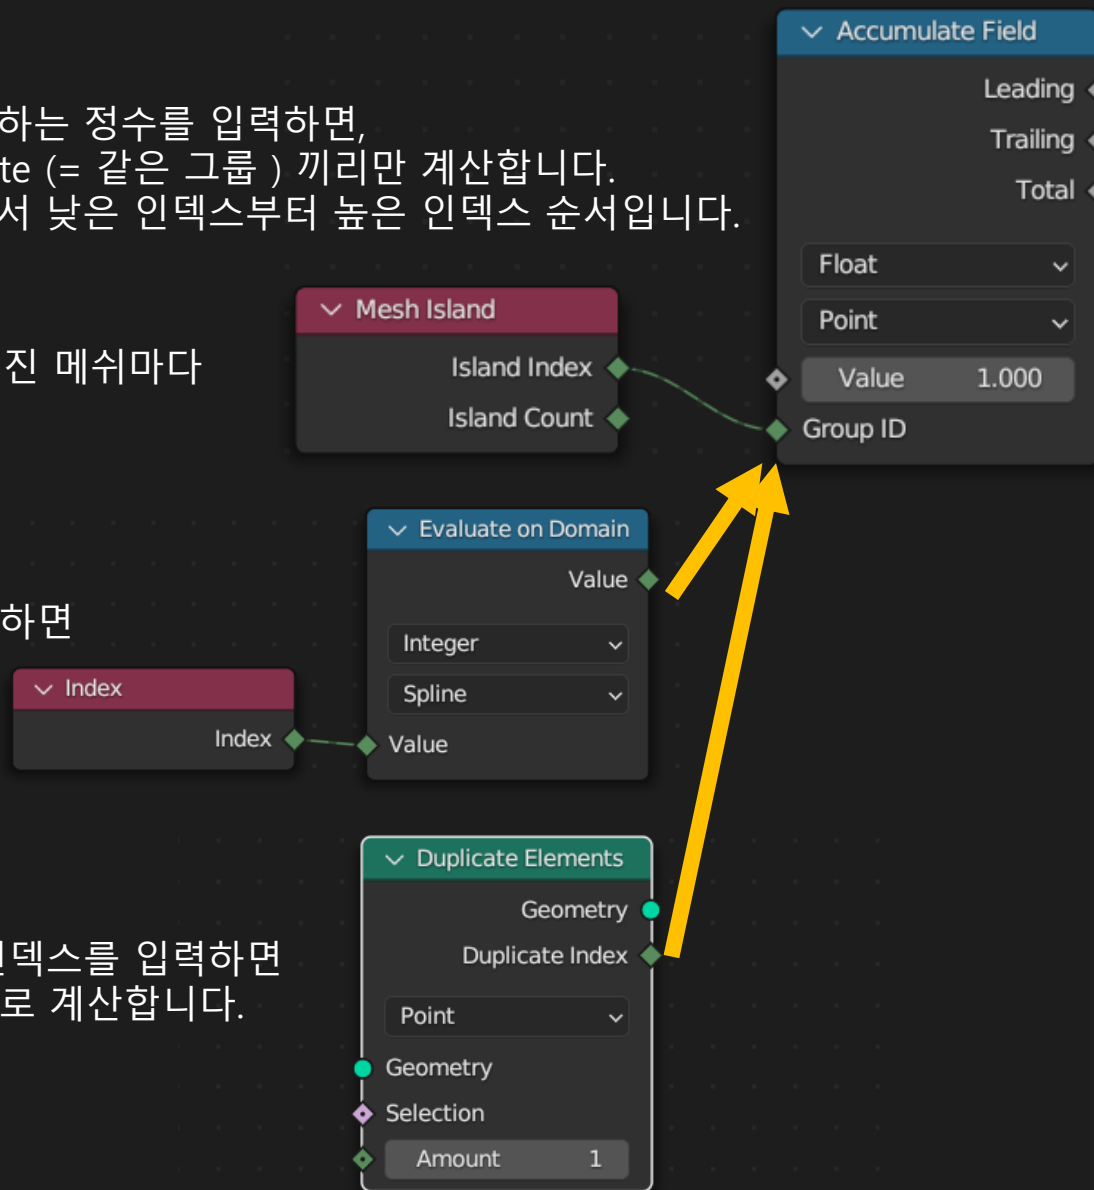 Accumulate Field
Leading
하는 정수를 입력하면,
Trailing
te (= 같은 그룹 ) 끼리만 계산합니다.
Total
서 낮은 인덱스부터 높은 인덱스 순서입니다.
Float
Mesh Island
Point
Island Index
진 메쉬마다
Value 1.000
Island Count
Group ID
Evaluate on Domain
Value
하면
Integer
Index
Spline
Index
Value
Duplicate Elements
Geometry
Duplicate Index
인덱스를 입력하면
로 계산합니다.
Point
Geometry
Selection
Amount 1